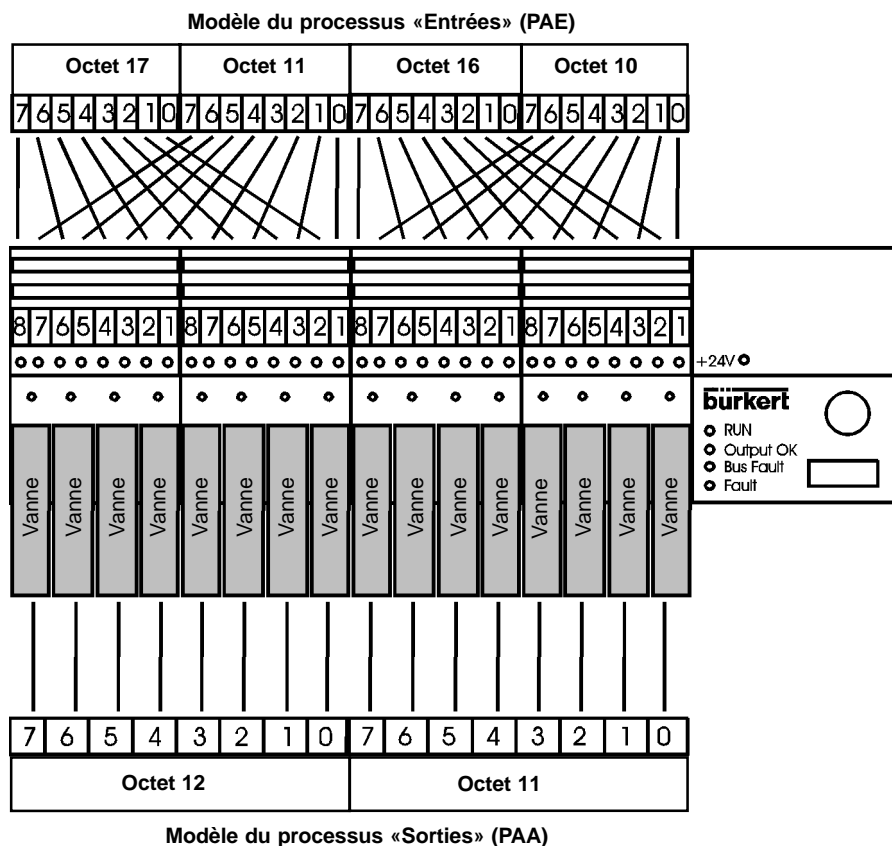 Modèle du processus «Entrées» (PAE)
Octet 17 Octet 11 Octet 16 Octet 10
7 6 5 4 3 2 1 0 7 6 5 4 3 2 1 0 7 6 5 4 3 2 1 0 7 6 5 4 3 2 1 0
8 7 6 5 4 3 2 1 8 7 6 5 4 3 2 1 8 7 6 5 4 3 2 1 8 7 6 5 4 3 2 1
+24V
bürkert
RUN
Output OK
Bus Fault
Fault
Vanne Vanne Vanne Vanne Vanne Vanne Vanne Vanne Vanne Vanne Vanne Vanne Vanne Vanne Vanne Vanne
7 6 5 4 3 2 1 0 7 6 5 4 3 2 1 0
Octet 12 Octet 11
Modèle du processus «Sorties» (PAA)